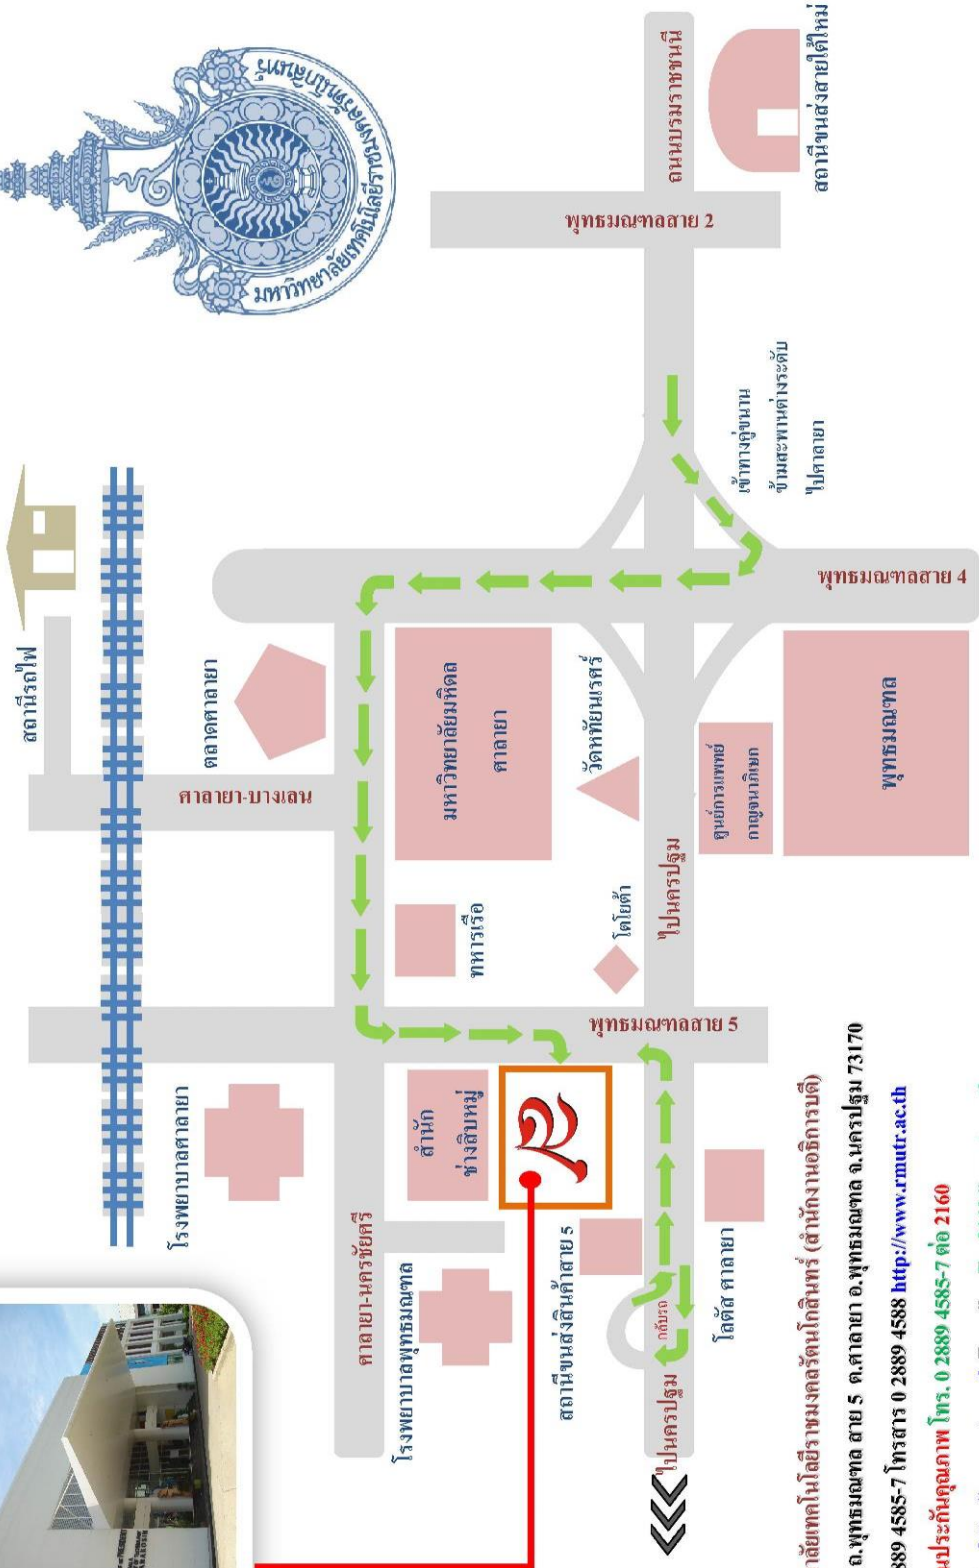 มหาวิทยาลัยเทคโนโลยีราชมงคลรัตนโกสินทร์
สถานีรถไฟ
ตลาดศาลายา
ศาลายา-บางเลน
โรงพยาบาลศาลายา
ศาลายา-นครชัยศรี
โรงพยาบาลพุทธมณฑล
สำนัก
ช่างสิบหมู่
ทหารเรือ
มหาวิทยาลัยมหิดล
ศาลายา
วัดหทัยนเรศร์
โตโยต้า
พุทธมณฑลสาย 5
สถานีขนส่งสินค้าสาย 5
กลับรถ
ไปนครปฐม
ไปนครปฐม
โลตัส ศาลายา
ศูนย์การแพทย์
กาญจนาภิเษก
พุทธมณฑล
พุทธมณฑลสาย 4
เข้าทางคู่ขนาน
ข้ามสะพานต่างระดับ
ไปศาลายา
พุทธมณฑลสาย 2
ถนนบรมราชชนนี
สถานีขนส่งสายใต้ใหม่
ลัยเทคโนโลยีราชมงคลรัตนโกสินทร์ (สำนักงานอธิการบดี)
ถ.พุทธมณฑล สาย 5 ต.ศาลายา อ.พุทธมณฑล จ.นครปฐม 73170
889 4585-7 โทรสาร 0 2889 4588 http://www.rmutr.ac.th
นประกันคุณภาพ โทร. 0 2889 4585-7 ต่อ 2160